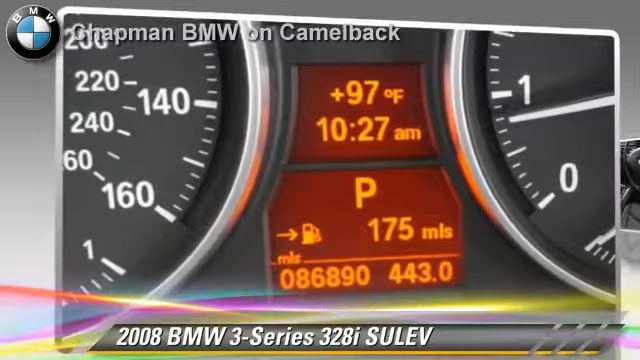 BMW
Chapman BMW on Camelback
220
140
240
160
1
+97 °F
10:27 am
P
175 mls
mls
086890 443.0
1
0
2008 BMW 3-Series 328i SULEV